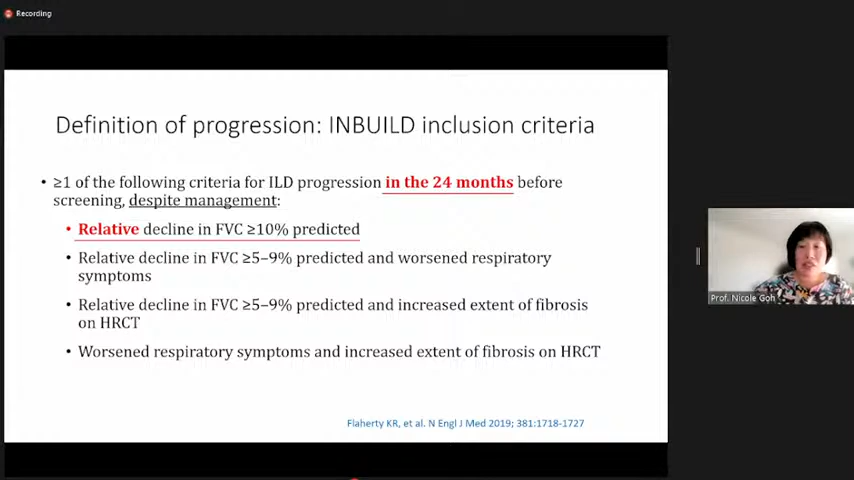 Recording
Definition of progression: INBUILD inclusion criteria
• ≥1 of the following criteria for ILD progression in the 24 months before
screening, despite management:
• Relative decline in FVC ≥10% predicted
• Relative decline in FVC ≥5–9% predicted and worsened respiratory
symptoms
• Relative decline in FVC ≥5–9% predicted and increased extent of fibrosis
on HRCT
• Worsened respiratory symptoms and increased extent of fibrosis on HRCT
Flaherty KR, et al. N Engl J Med 2019; 381:1718-1727
Prof. Nicole Goh